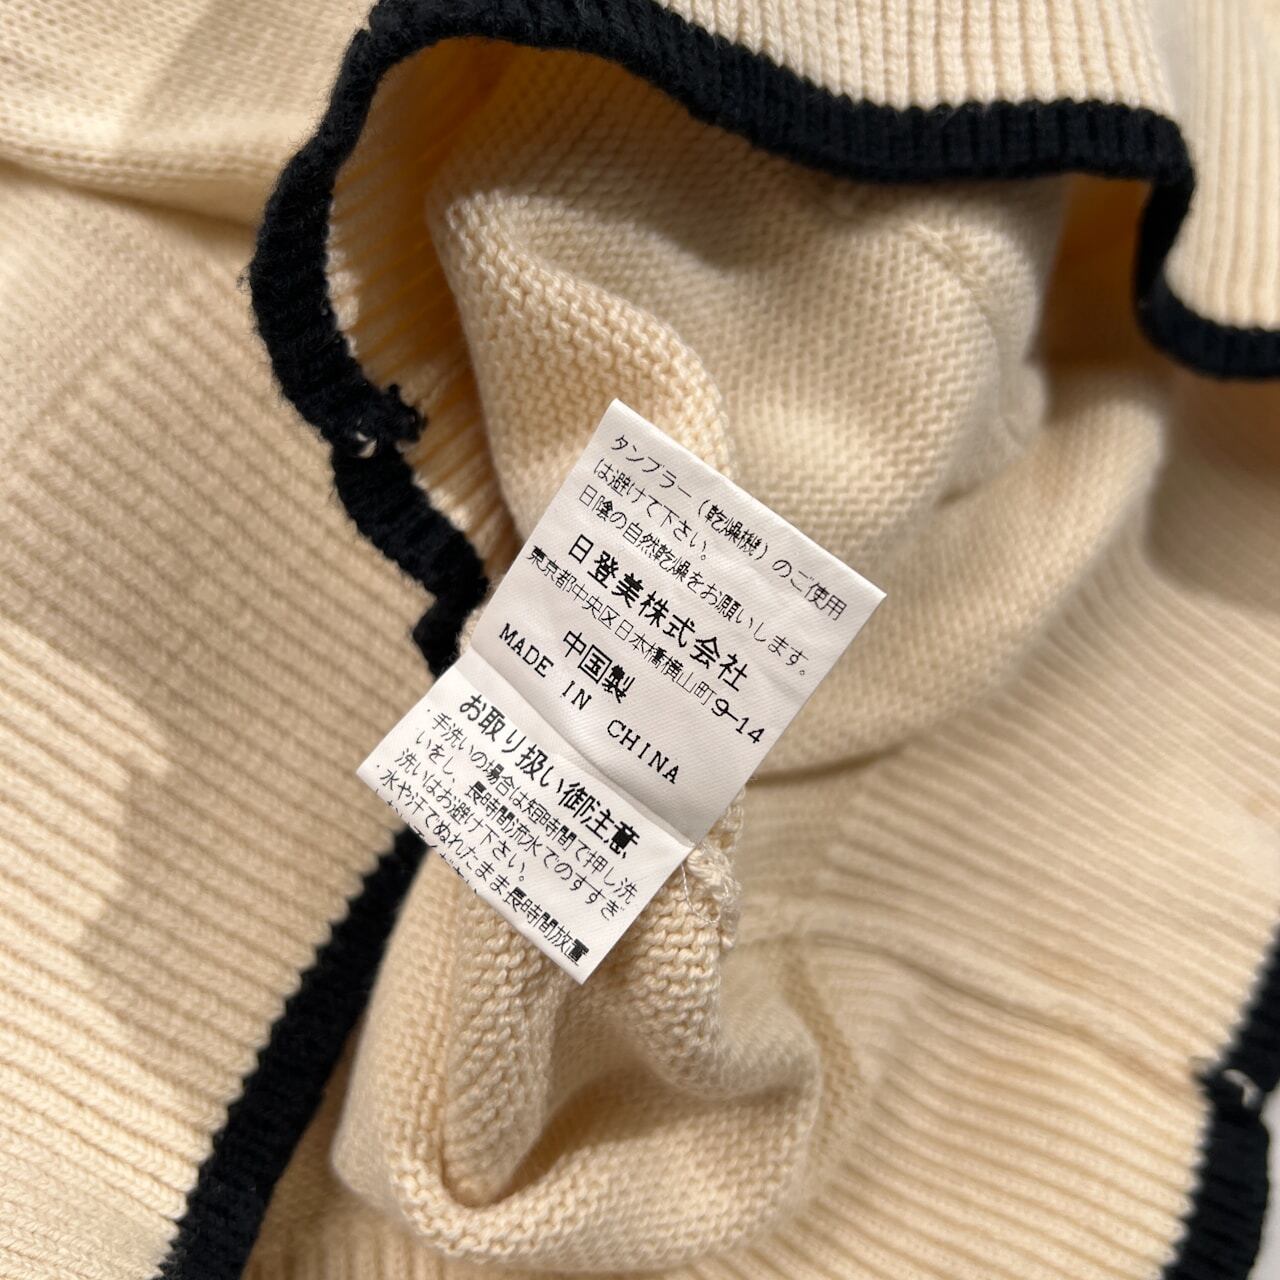 タンブラー(乾燥機)のご使用
は避けて下さい。
日陰の自然乾燥をお願いします。
日登美株式会社
東京都中央区日本橋横山町9-14
中国製
MADE IN CHINA
お取り扱い御注意
・手洗いの場合は短時間で押し洗
いをし、長時間流水でのすすぎ
洗いはお避け下さい。
・水や汗でぬれたまま長時間放置